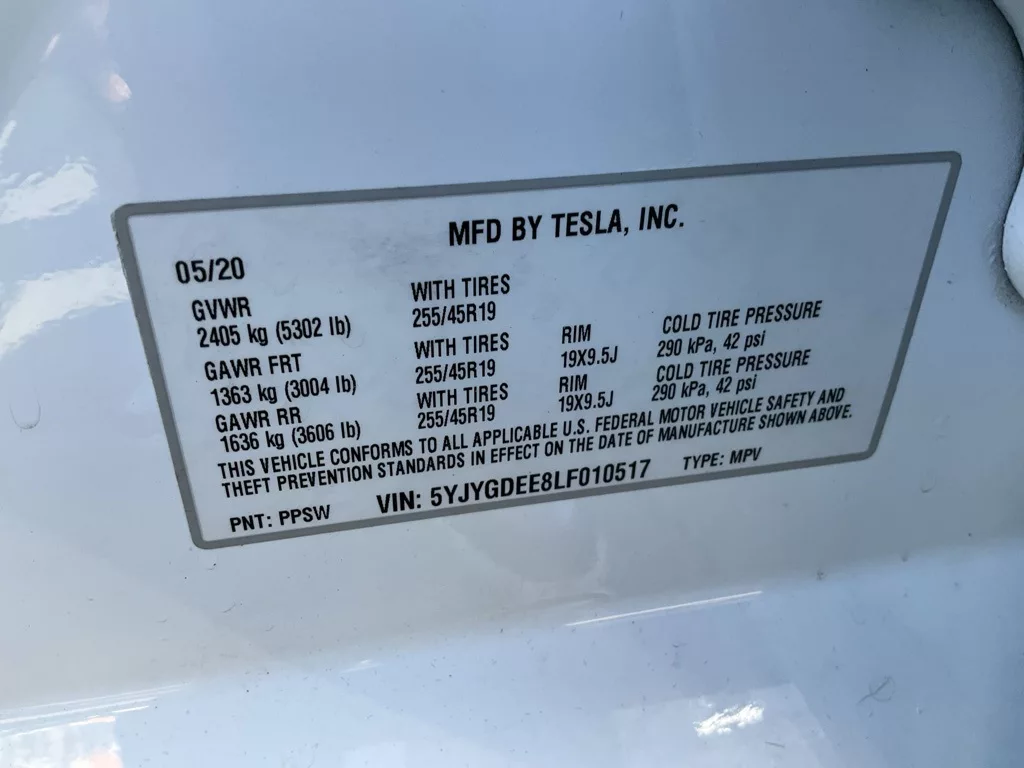 MFD BY TESLA, INC.
05/20
GVWR WITH TIRES
2405 kg (5302 lb) 255/45R19
GAWR FRT WITH TIRES RIM COLD TIRE PRESSURE
1363 kg (3004 lb) 255/45R19 19X9.5J 290 kPa, 42 psi
GAWR RR WITH TIRES RIM COLD TIRE PRESSURE
1636 kg (3606 lb) 255/45R19 19X9.5J 290 kPa, 42 psi
THIS VEHICLE CONFORMS TO ALL APPLICABLE U.S. FEDERAL MOTOR VEHICLE SAFETY AND
THEFT PREVENTION STANDARDS IN EFFECT ON THE DATE OF MANUFACTURE SHOWN ABOVE.
PNT: PPSW VIN: 5YJYGDEE8LF010517 TYPE: MPV